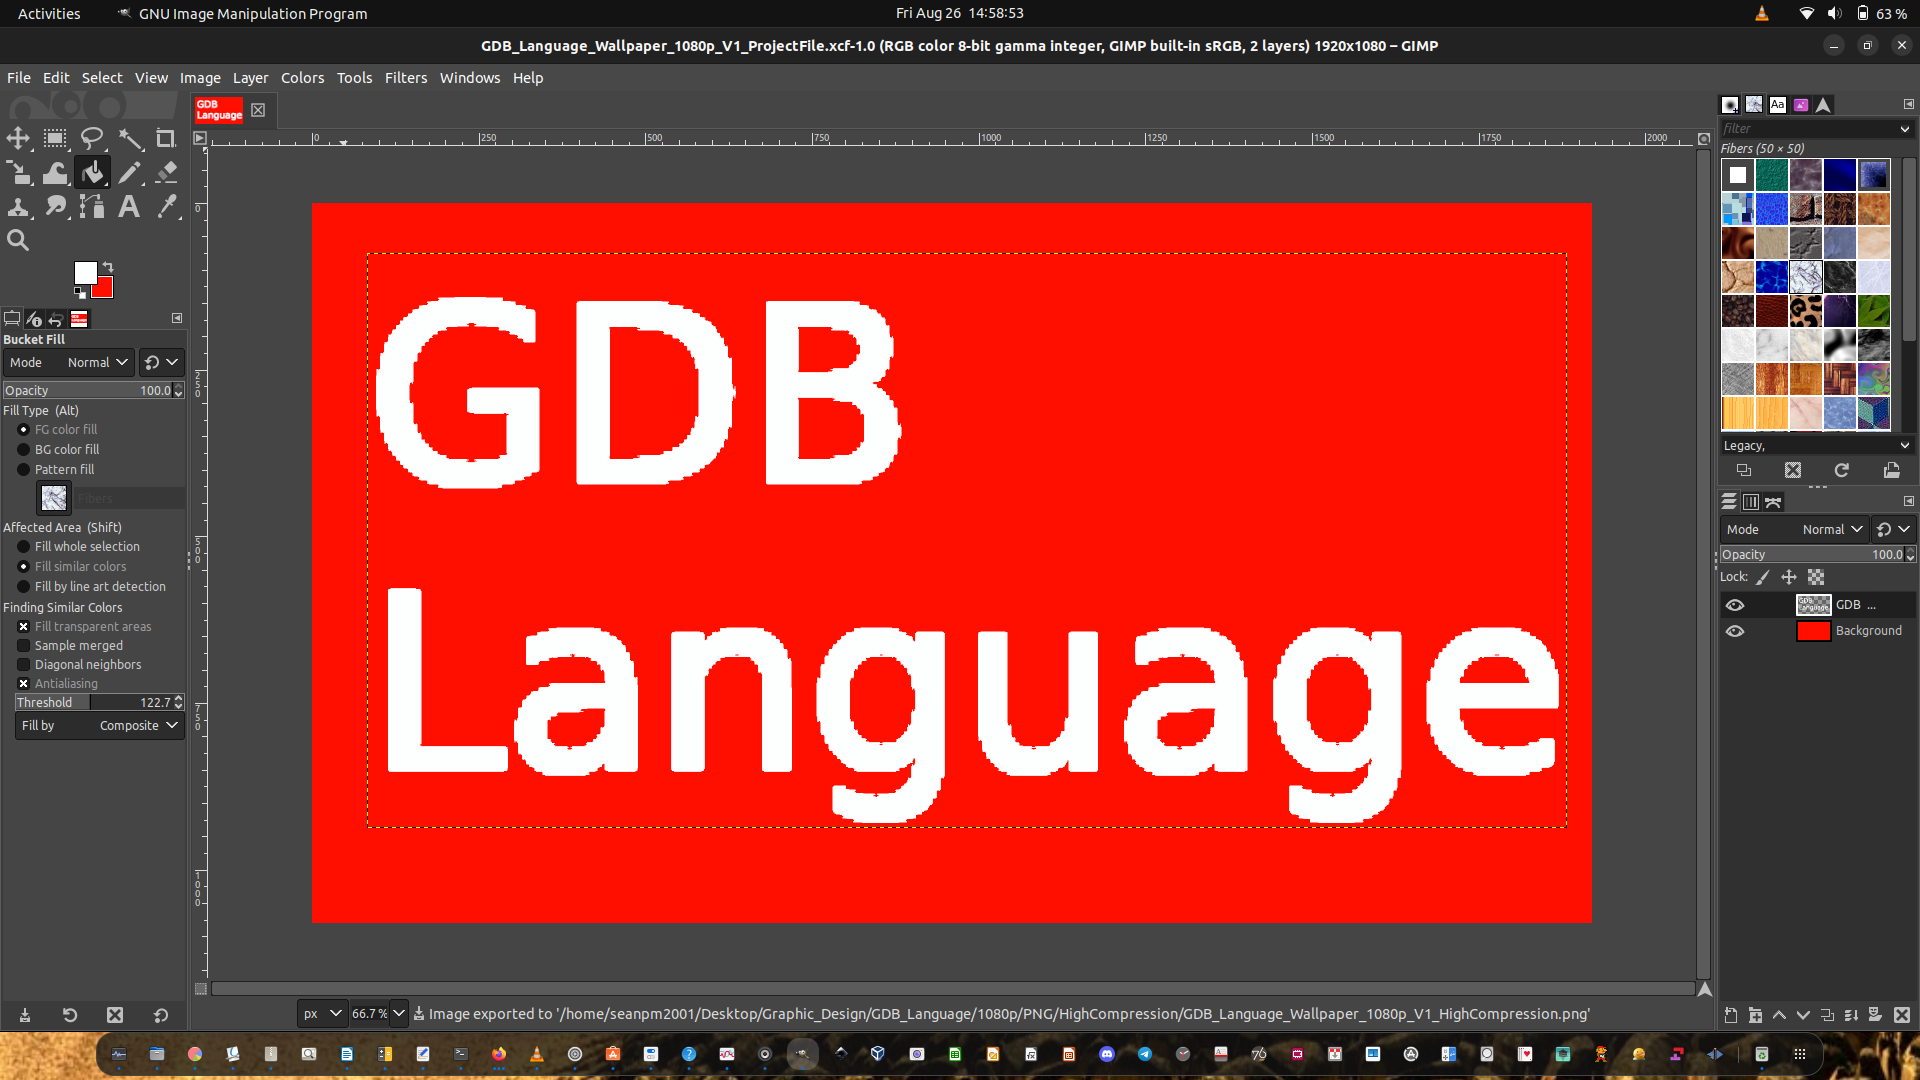 Activities
GNU Image Manipulation Program
Fri Aug 26 14:58:53
63 %
GDB_Language_Wallpaper_1080p_V1_ProjectFile.xcf-1.0 (RGB color 8-bit gamma integer, GIMP built-in sRGB, 2 layers) 1920x1080 – GIMP
File Edit Select View Image Layer Colors Tools Filters Windows Help
GDB
Language
0 250 500 750 1000 1250 1500 1750 2000
0
250
500
750
1000
Bucket Fill
Mode Normal
Opacity 100.0
Fill Type (Alt)
FG color fill
BG color fill
Pattern fill
Fibers
Affected Area (Shift)
Fill whole selection
Fill similar colors
Fill by line art detection
Finding Similar Colors
Fill transparent areas
Sample merged
Diagonal neighbors
Antialiasing
Threshold 122.7
Fill by Composite
GDB
Language
Aa
filter
Fibers (50 × 50)
Legacy,
Mode Normal
Opacity 100.0
Lock:
GDB ...
Background
px 66.7 % Image exported to '/home/seanpm2001/Desktop/Graphic_Design/GDB_Language/1080p/PNG/HighCompression/GDB_Language_Wallpaper_1080p_V1_HighCompression.png'